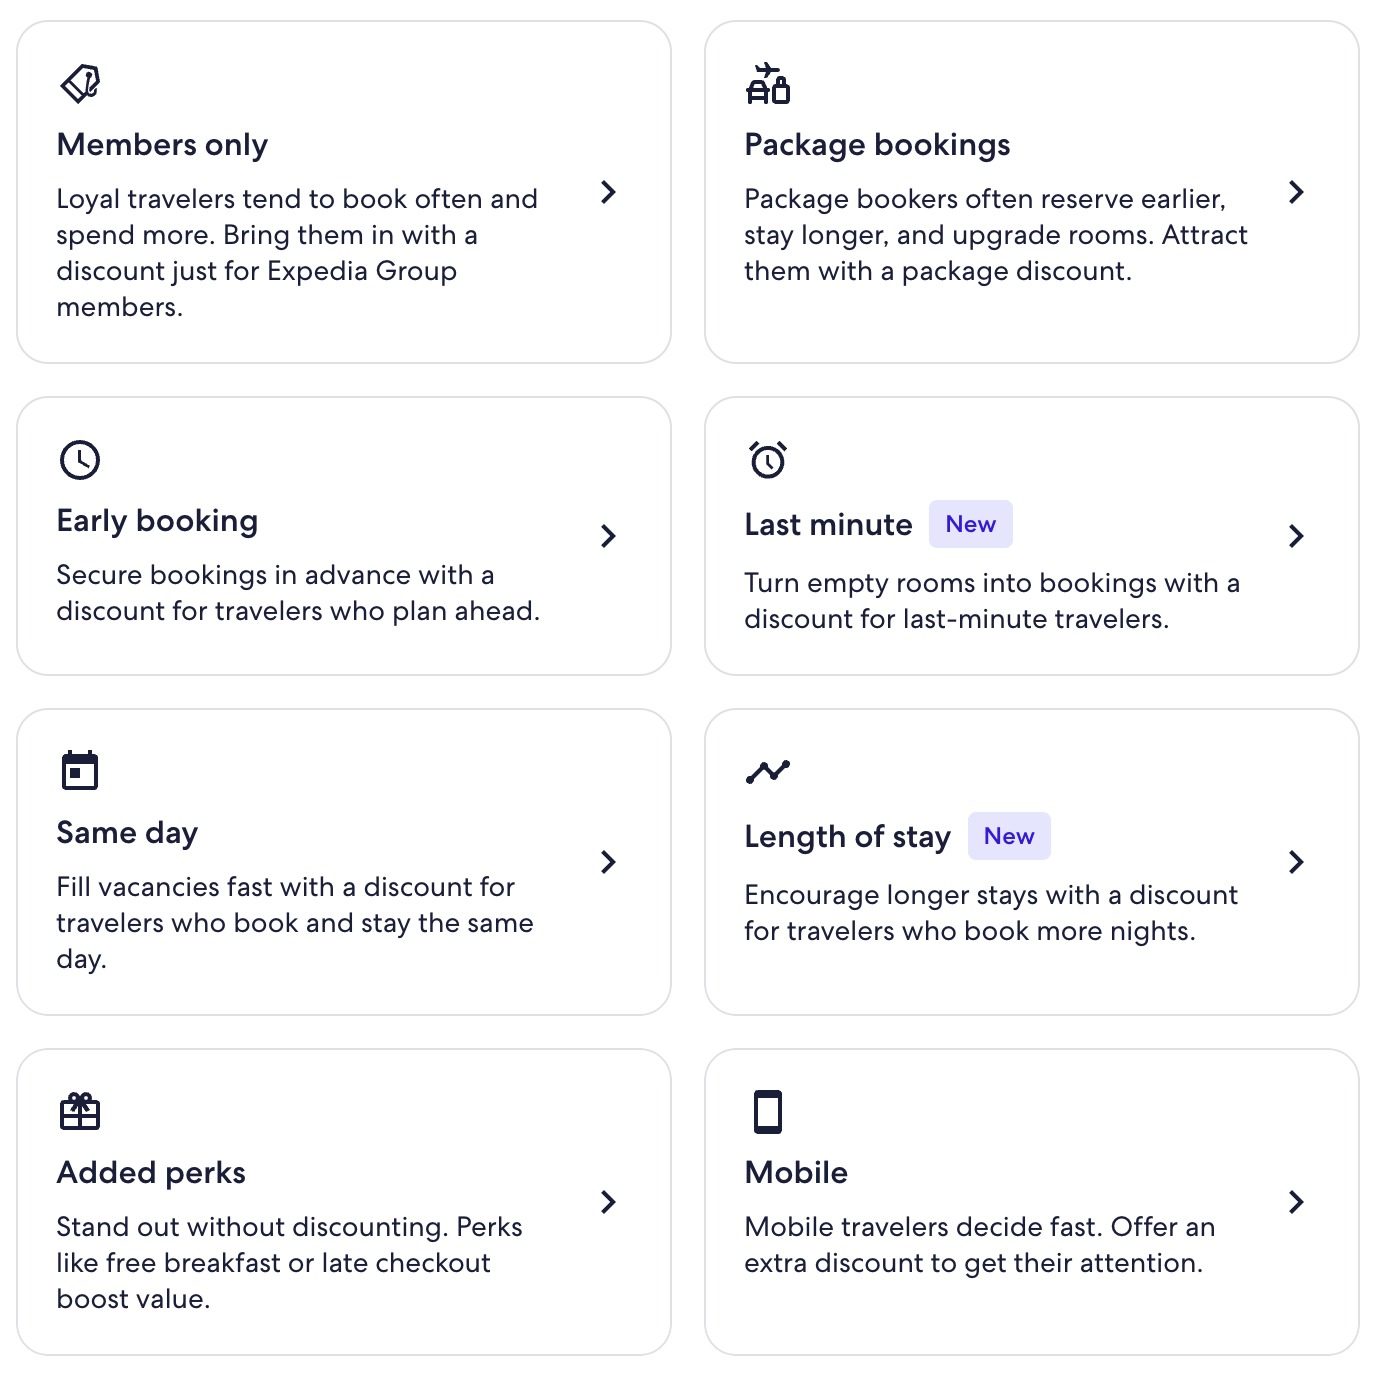 Members only
Loyal travelers tend to book often and
spend more. Bring them in with a
discount just for Expedia Group
members.
Package bookings
Package bookers often reserve earlier,
stay longer, and upgrade rooms. Attract
them with a package discount.
Early booking
Secure bookings in advance with a
discount for travelers who plan ahead.
Last minute New
Turn empty rooms into bookings with a
discount for last-minute travelers.
Same day
Fill vacancies fast with a discount for
travelers who book and stay the same
day.
Length of stay New
Encourage longer stays with a discount
for travelers who book more nights.
Added perks
Stand out without discounting. Perks
like free breakfast or late checkout
boost value.
Mobile
Mobile travelers decide fast. Offer an
extra discount to get their attention.